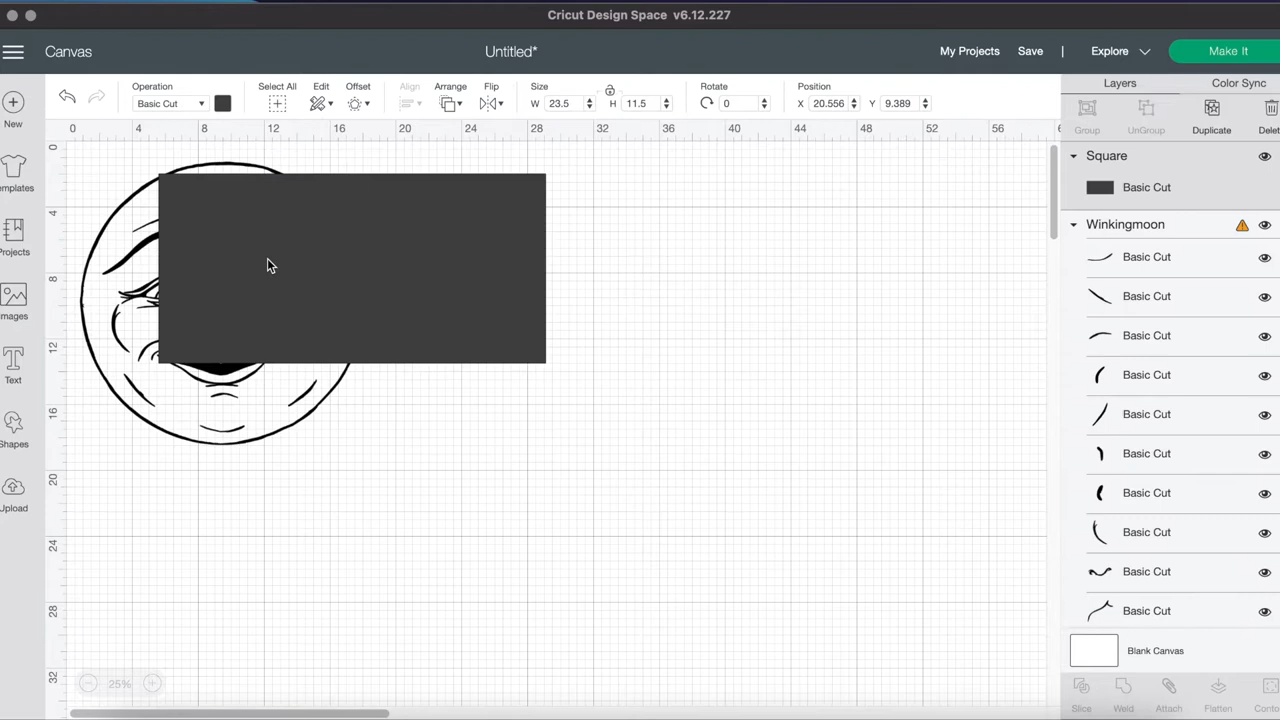 Cricut Design Space v6.12.227
Canvas
Untitled*
My Projects
Save
|
Explore
Make It
Operation
Basic Cut
Select All
Edit
Offset
Align
Arrange
Flip
Size
W 23.5
H 11.5
Rotate
0
Position
X 20.556
Y 9.389
Layers
Color Sync
Group
UnGroup
Duplicate
Delet
0 4 8 12 16 20 24 28 32 36 40 44 48 52 56 6
0
4
8
12
16
20
24
28
32
New
emplates
Projects
mages
Text
Shapes
Upload
Square
Basic Cut
Winkingmoon
Basic Cut
Basic Cut
Basic Cut
Basic Cut
Basic Cut
Basic Cut
Basic Cut
Basic Cut
Basic Cut
Basic Cut
Blank Canvas
25%
Slice
Weld
Attach
Flatten
Conto